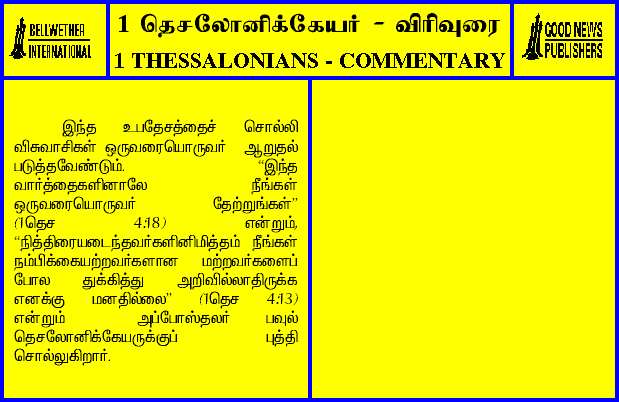 BELLWETHER
INTERNATIONAL
1 தெசலோனிக்கேயர் - விரிவுரை
1 THESSALONIANS - COMMENTARY
GOOD NEWS
PUBLISHERS
இந்த உபதேசத்தைச் சொல்லி
விசுவாசிகள் ஒருவரையொருவர் ஆறுதல்
படுத்தவேண்டும். “இந்த
வார்த்தைகளினாலே நீங்கள்
ஒருவரையொருவர் தேற்றுங்கள்”
(1தெச 4:18) என்றும்,
“நித்திரையடைந்தவர்களினிமித்தம் நீங்கள்
நம்பிக்கையற்றவர்களான மற்றவர்களைப்
போல துக்கித்து அறிவில்லாதிருக்க
எனக்கு மனதில்லை” (1தெச 4:13)
என்றும் அப்போஸ்தலர் பவுல்
தெசலோனிக்கேயருக்குப் புத்தி
சொல்லுகிறார்.